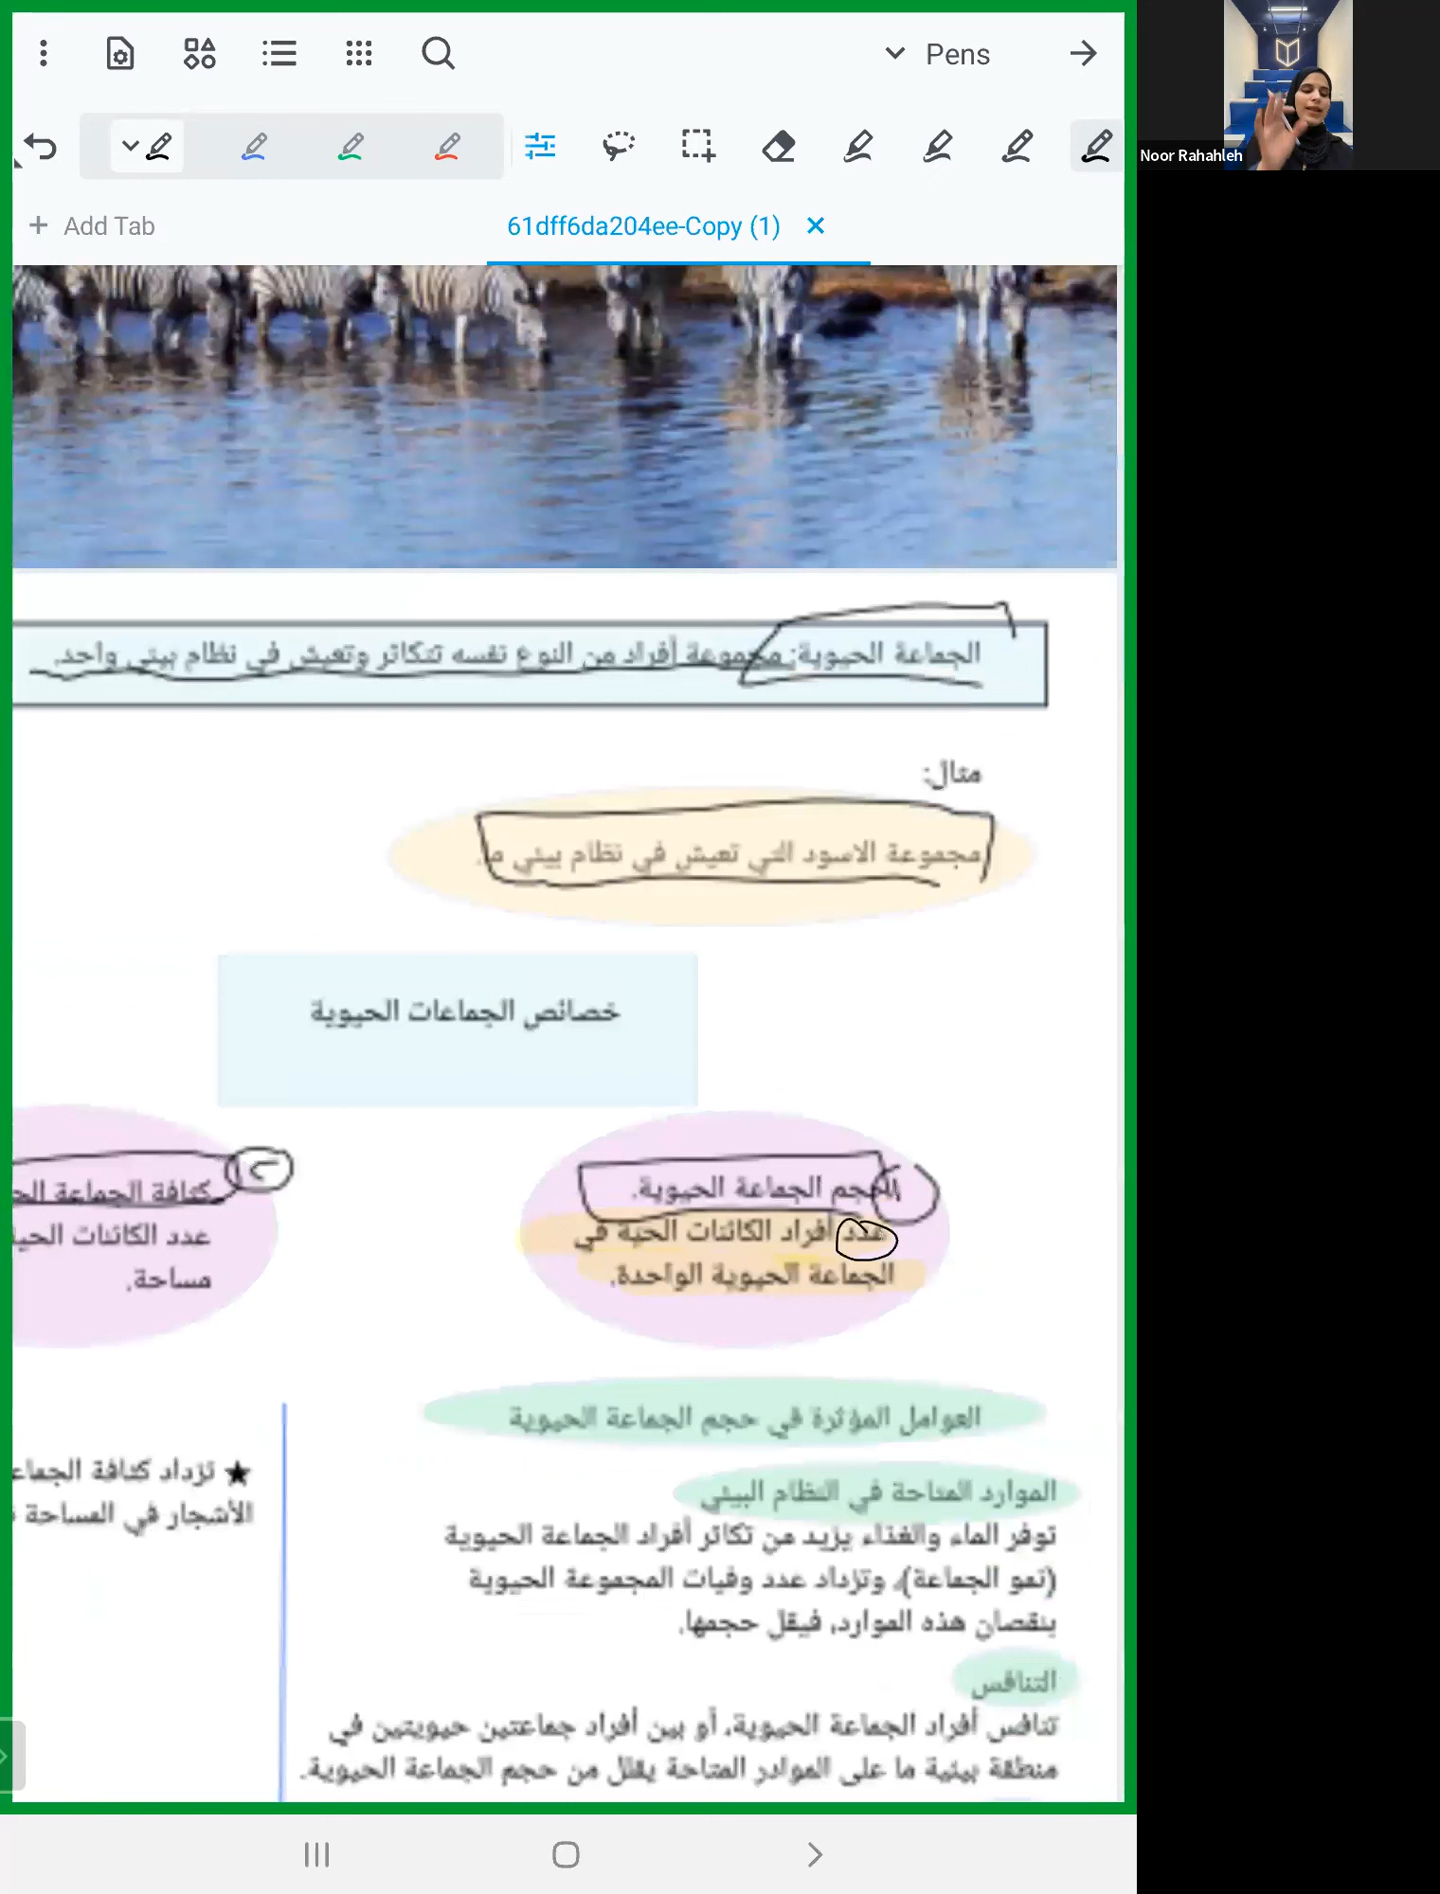 Pens
Noor Rahahleh
Add Tab
61dff6da204ee-Copy (1)
الجماعة الحيوية: مجموعة أفراد من النوع نفسه تتكاثر وتعيش في نظام بيئي واحد.
مثال:
مجموعة الاسود التي تعيش في نظام بيئي ما.
خصائص الجماعات الحيوية
حجم الجماعة الحيوية.
عدد أفراد الكائنات الحية في
الجماعة الحيوية الواحدة.
كثافة الجماعة
عدد الكائنات
مساحة.
العوامل المؤثرة في حجم الجماعة الحيوية
الموارد المتاحة في النظام البيئي
توفر الماء والغذاء يزيد من تكاثر أفراد الجماعة الحيوية
(نمو الجماعة)، وتزداد عدد وفيات المجموعة الحيوية
بنقصان هذه الموارد، فيقل حجمها.
التنافس
تنافس أفراد الجماعة الحيوية، أو بين أفراد جماعتين حيويتين في
منطقة بيئية ما على الموادر المتاحة يقلل من حجم الجماعة الحيوية.
★ تزداد كثافة
الأشجار في المساحة